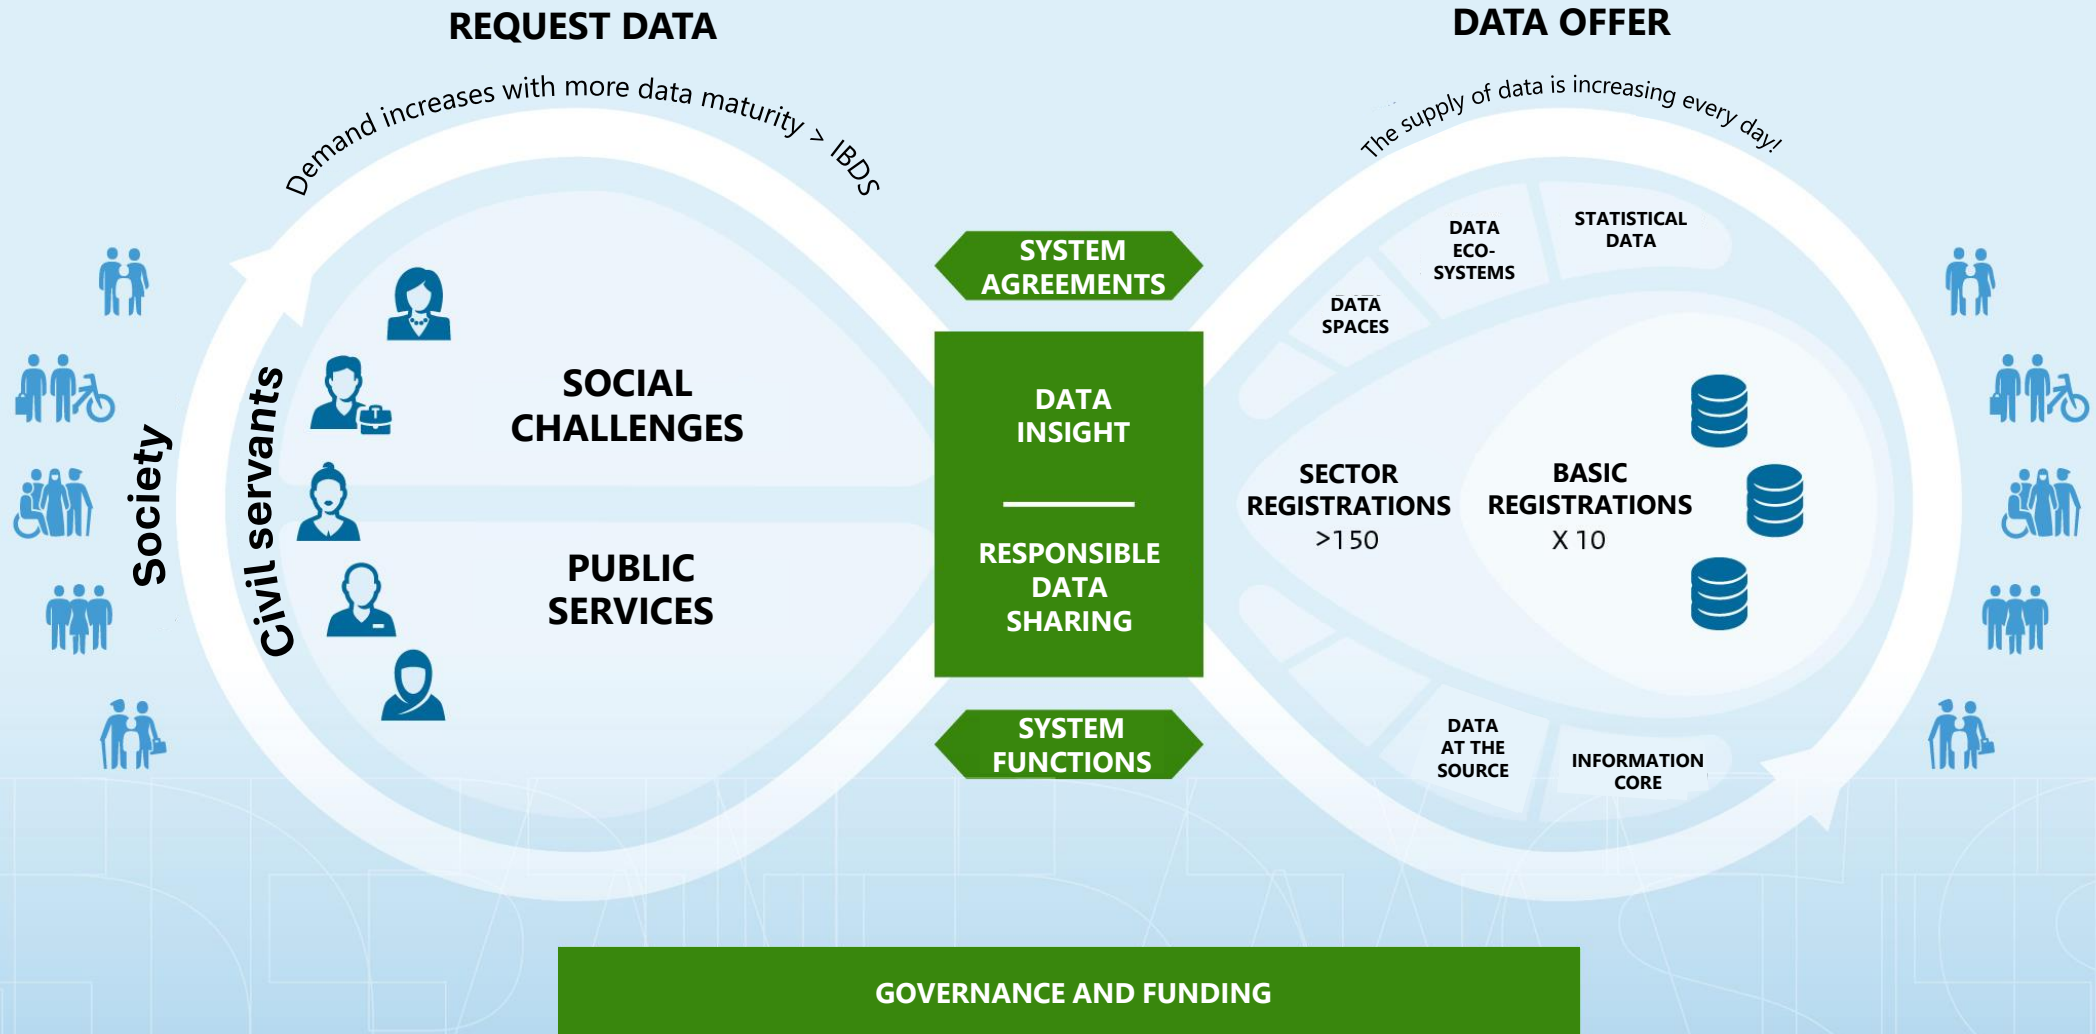 REQUEST DATA
DATA OFFER
Demand increases with more data maturity > IBDS
The supply of data is increasing every day!
Society
Civil servants
SOCIAL
CHALLENGES
PUBLIC
SERVICES
SYSTEM
AGREEMENTS
DATA
INSIGHT
RESPONSIBLE
DATA
SHARING
SYSTEM
FUNCTIONS
DATA
SPACES
DATA
ECO-
SYSTEMS
STATISTICAL
DATA
SECTOR
REGISTRATIONS
>150
BASIC
REGISTRATIONS
X 10
DATA
AT THE
SOURCE
INFORMATION
CORE
GOVERNANCE AND FUNDING